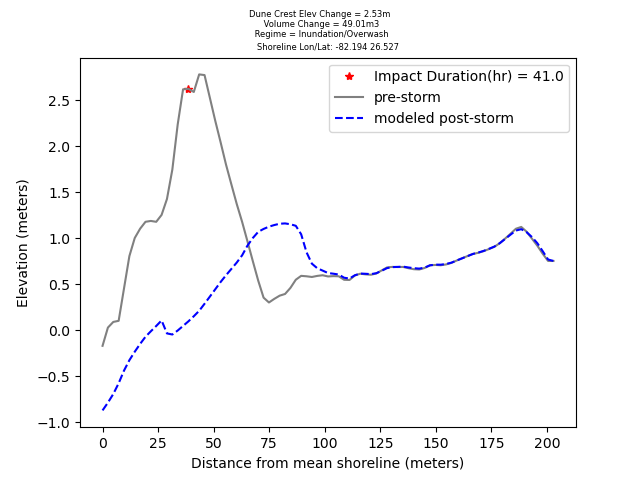 Dune Crest Elev Change = 2.53m
Volume Change = 49.01m3
Regime = Inundation/Overwash
Shoreline Lon/Lat: -82.194 26.527
Impact Duration(hr) = 41.0
pre-storm
modeled post-storm
Elevation (meters)
2.5
2.0
1.5
1.0
0.5
0.0
−0.5
−1.0
0 25 50 75 100 125 150 175 200
Distance from mean shoreline (meters)